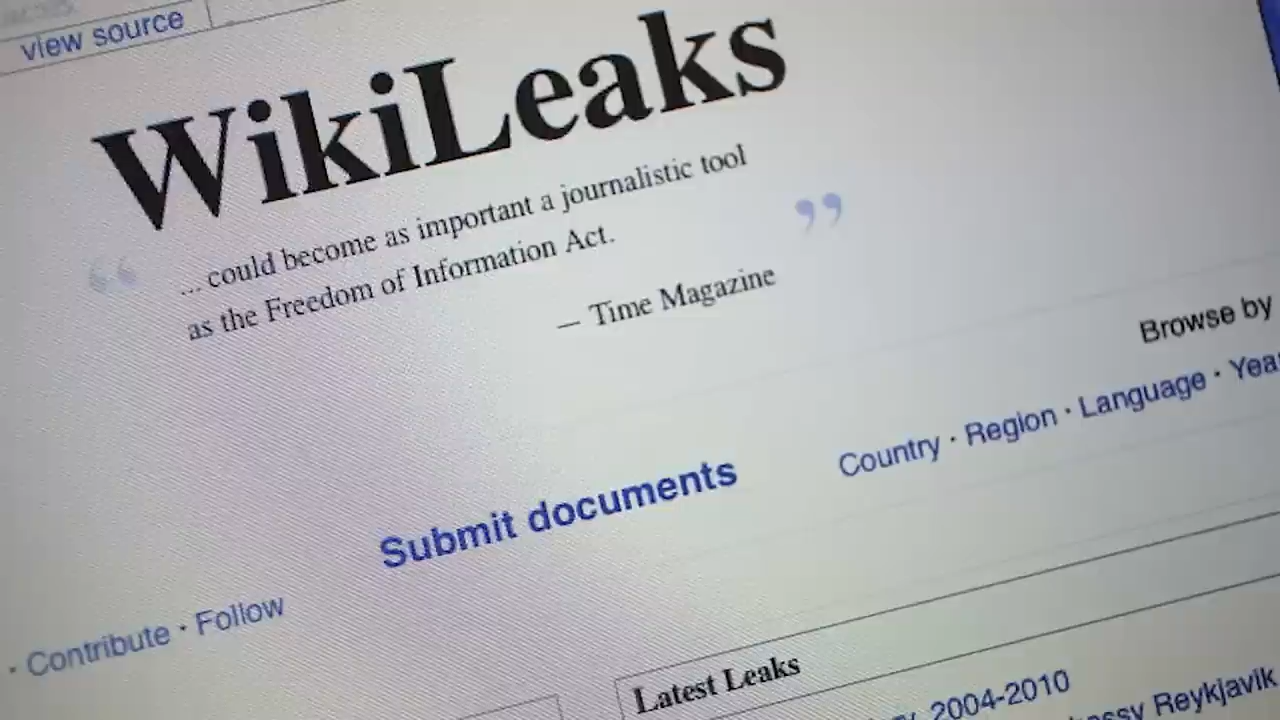 view source
WikiLeaks
“ ... could become as important a journalistic tool
as the Freedom of Information Act. ”
— Time Magazine
Browse by
Country · Region · Language ·
Submit documents
· Contribute · Follow
Latest Leaks
2004-2010
Reykjavik